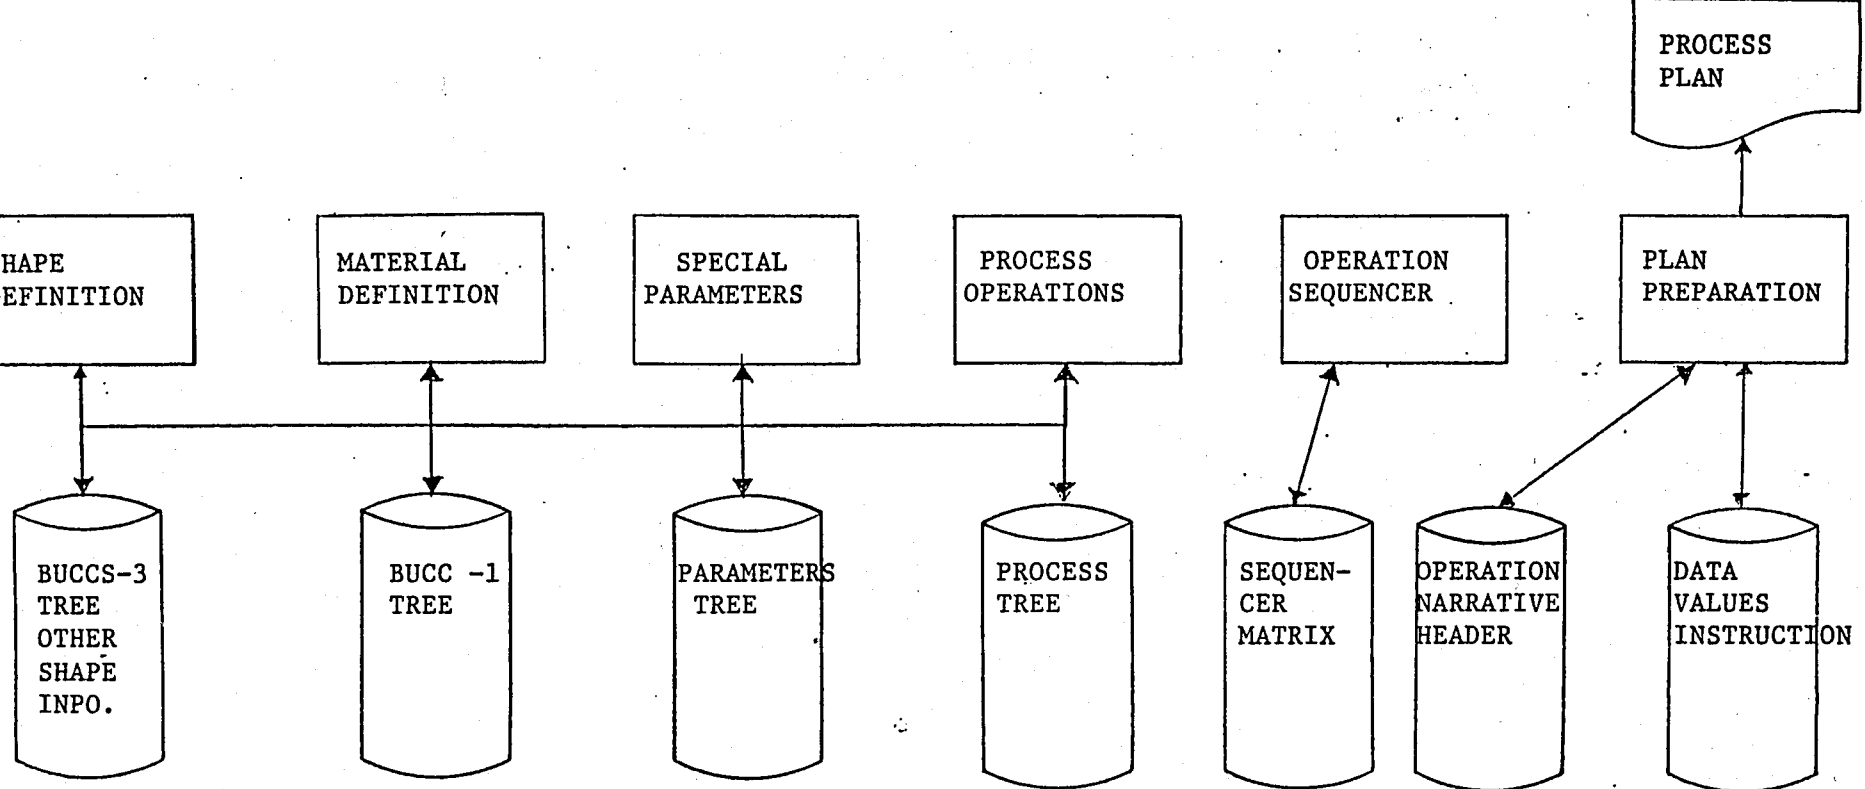 PROCESS
PLAN
HAPE
EFINITION
MATERIAL
DEFINITION
SPECIAL
PARAMETERS
PROCESS
OPERATIONS
OPERATION
SEQUENCER
PLAN
PREPARATION
BUCCS-3
TREE
OTHER
SHAPE
INPO.
BUCC -1
TREE
PARAMETERS
TREE
PROCESS
TREE
SEQUEN-
CER
MATRIX
OPERATION
NARRATIVE
HEADER
DATA
VALUES
INSTRUCTION